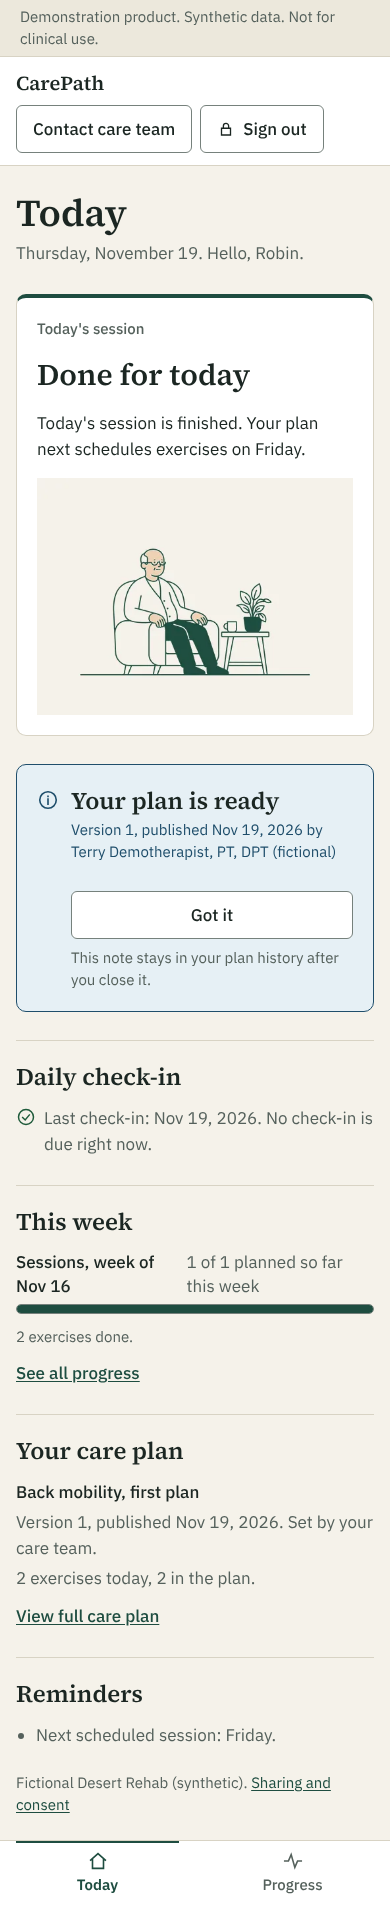 Demonstration product. Synthetic data. Not for
clinical use.
CarePath
Contact care team
Sign out
Today
Thursday, November 19. Hello, Robin.
Today's session
Done for today
Today's session is finished. Your plan
next schedules exercises on Friday.
Your plan is ready
Version 1, published Nov 19, 2026 by
Terry Demotherapist, PT, DPT (fictional)
Got it
This note stays in your plan history after
you close it.
Daily check-in
Last check-in: Nov 19, 2026. No check-in is
due right now.
This week
Sessions, week of
Nov 16
1 of 1 planned so far
this week
2 exercises done.
See all progress
Your care plan
Back mobility, first plan
Version 1, published Nov 19, 2026. Set by your
care team.
2 exercises today, 2 in the plan.
View full care plan
Reminders
Next scheduled session: Friday.
Fictional Desert Rehab (synthetic). Sharing and
consent
Today
Progress